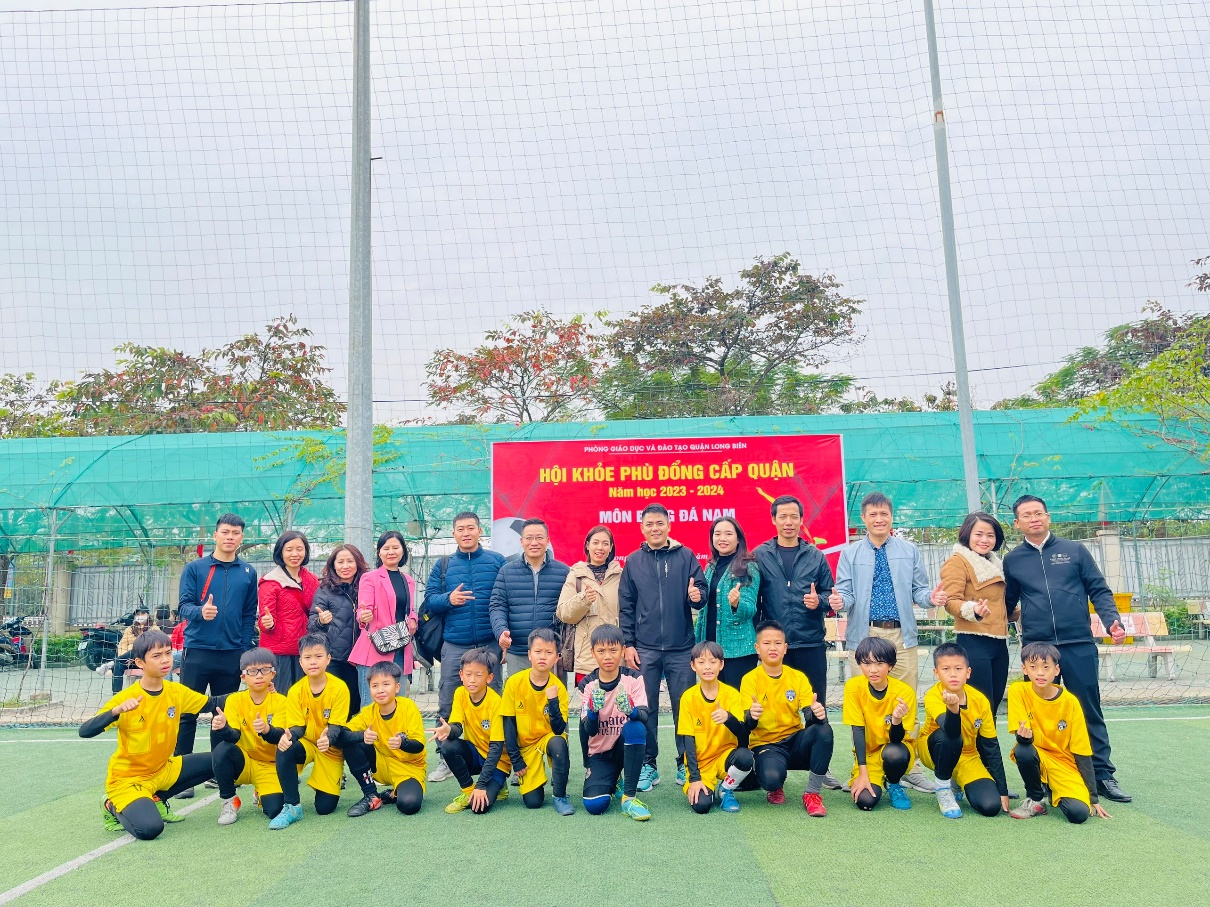 PHÒNG GIÁO DỤC VÀ ĐÀO TẠO QUẬN LONG BIÊN
HỘI KHỎE PHÙ ĐỔNG CẤP QUẬN
Năm học 2023 - 2024
MÔN ĐÁ NAM